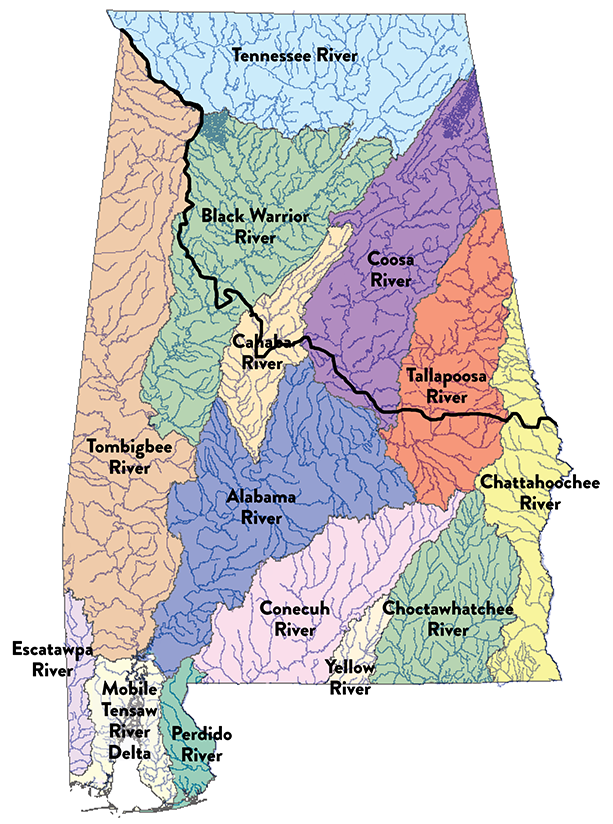 Tennessee River
Black Warrior
River
Coosa
River
Cahaba
River
Tallapoosa
River
Tombigbee
River
Chattahoochee
River
Alabama
River
Conecuh
River
Choctawhatchee
River
Escatawpa
River
Yellow
River
Mobile
Tensaw
River
Delta
Perdido
River